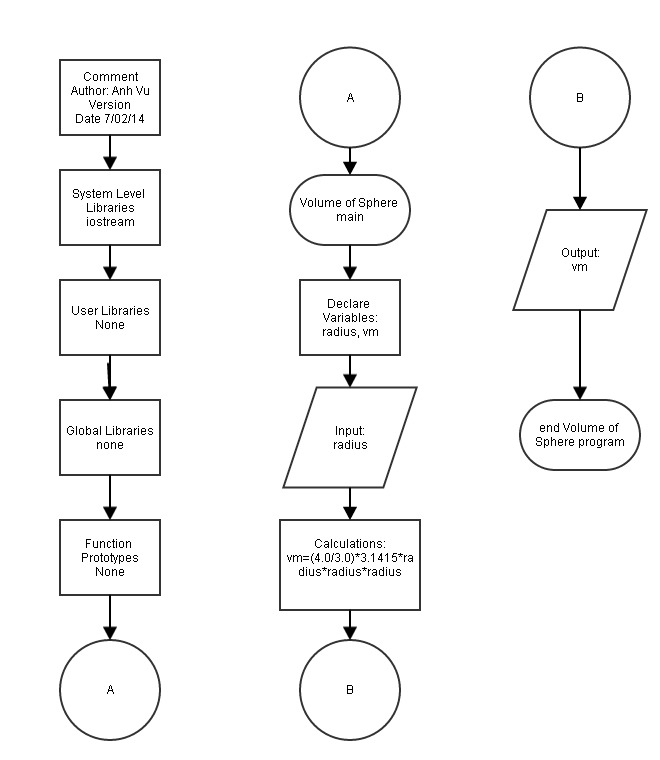 Comment
Author: Anh Vu
Version
Date 7/02/14
System Level
Libraries
iostream
User Libraries
None
Global Libraries
none
Function
Prototypes
None
A
A
Volume of Sphere
main
Declare
Variables:
radius, vm
Input:
radius
Calculations:
vm=(4.0/3.0)*3.1415*ra
dius*radius*radius
B
B
Output:
vm
end Volume of
Sphere program